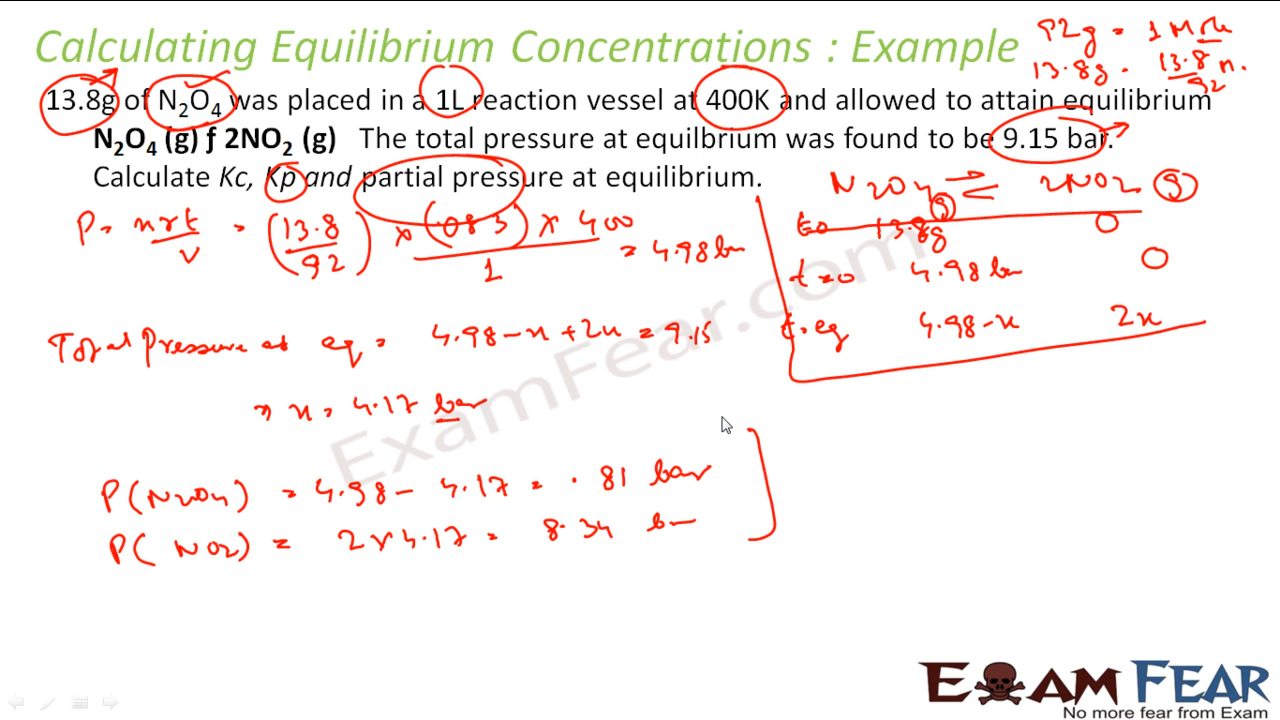 Calculating Equilibrium Concentrations : Example
92g = 1 Mole
13.8g = 13.8/92 n.
13.8g of N₂O₄ was placed in a 1L reaction vessel at 400K and allowed to attain equilibrium
N₂O₄ (g) ƒ 2NO₂ (g) The total pressure at equilbrium was found to be 9.15 bar.
Calculate Kc, Kp and partial pressure at equilibrium.
N2O4 (g) ⇌ 2NO2 (g)
t=0 13.8g 0
t=0 4.98 bar 0
t.eq 4.98-x 2x
P = nrt/v = (13.8/92) × (.083) × 400/1 = 4.98 bar
Total Pressure at eq = 4.98-x+2x = 9.15
⇒ x = 4.17 bar
P(N2O4) = 4.98 - 4.17 = .81 bar
P(NO2) = 2×4.17 = 8.34 bar
ExamFear.com
EXAM FEAR
No more fear from Exam